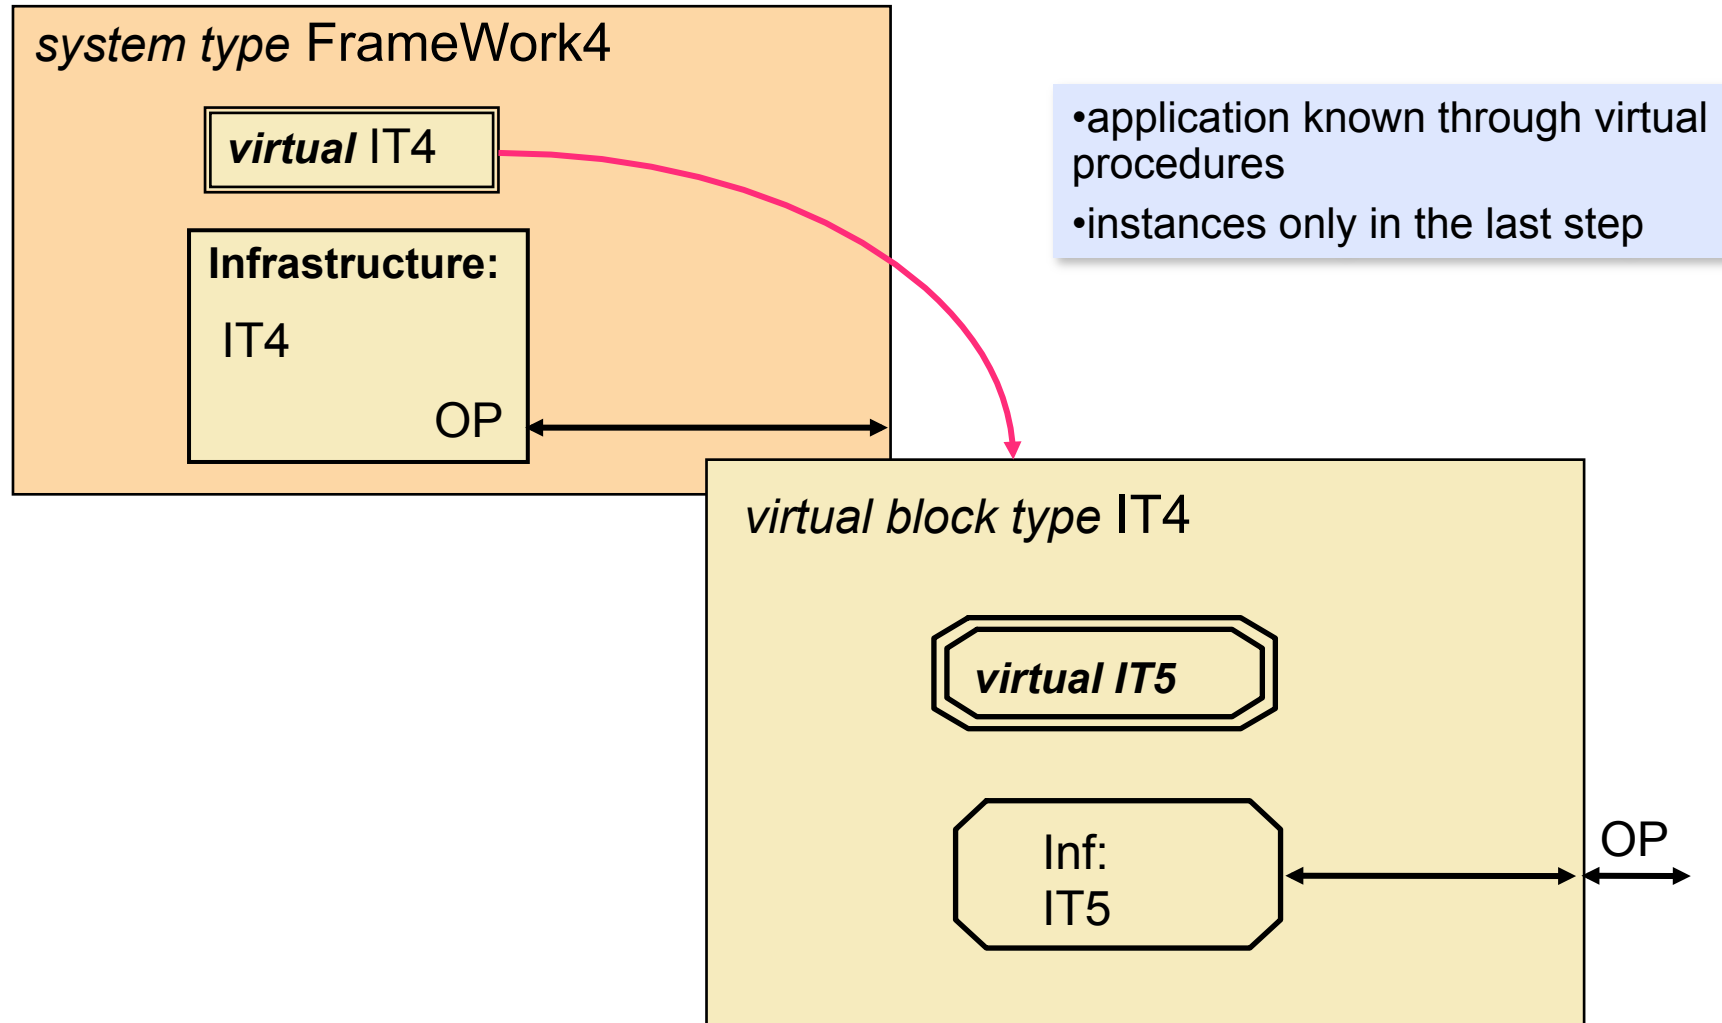 system type FrameWork4
virtual IT4
•application known through virtual
procedures
•instances only in the last step
Infrastructure:
IT4
OP
virtual block type IT4
virtual IT5
Inf:
IT5
OP